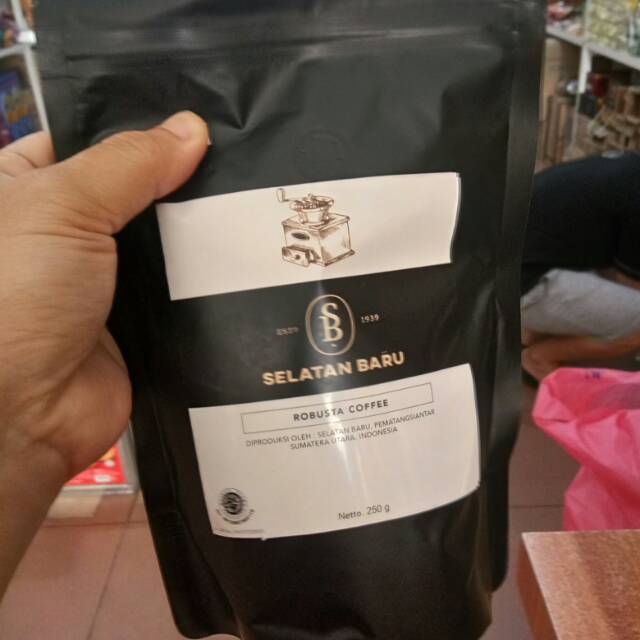 ESTD 1939
SB
SELATAN BARU
ROBUSTA COFFEE
DIPRODUKSI OLEH : SELATAN BARU, PEMATANGSIANTAR
SUMATERA UTARA, INDONESIA
Netto. 250 g